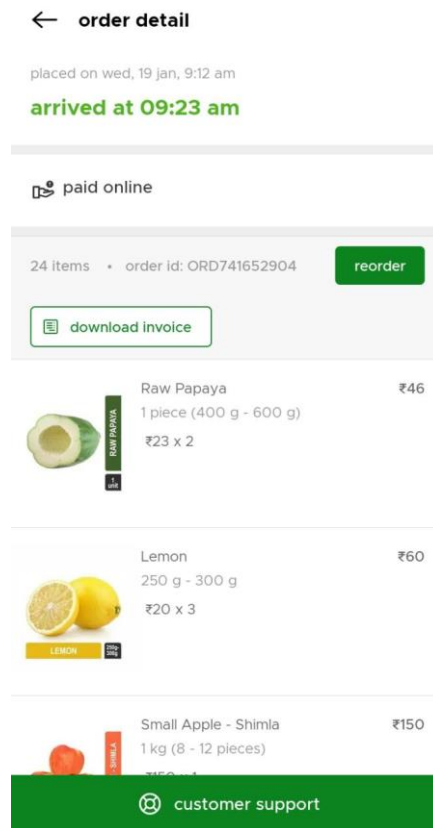 order detail
placed on wed, 19 jan, 9:12 am
arrived at 09:23 am
paid online
24 items • order id: ORD741652904
reorder
download invoice
Raw Papaya ₹46
1 piece (400 g - 600 g)
₹23 x 2
RAW PAPAYA
1 unit
Lemon ₹60
250 g - 300 g
₹20 x 3
LEMON
250g-300g
Small Apple - Shimla ₹150
1 kg (8 - 12 pieces)
- SHIMLA
customer support